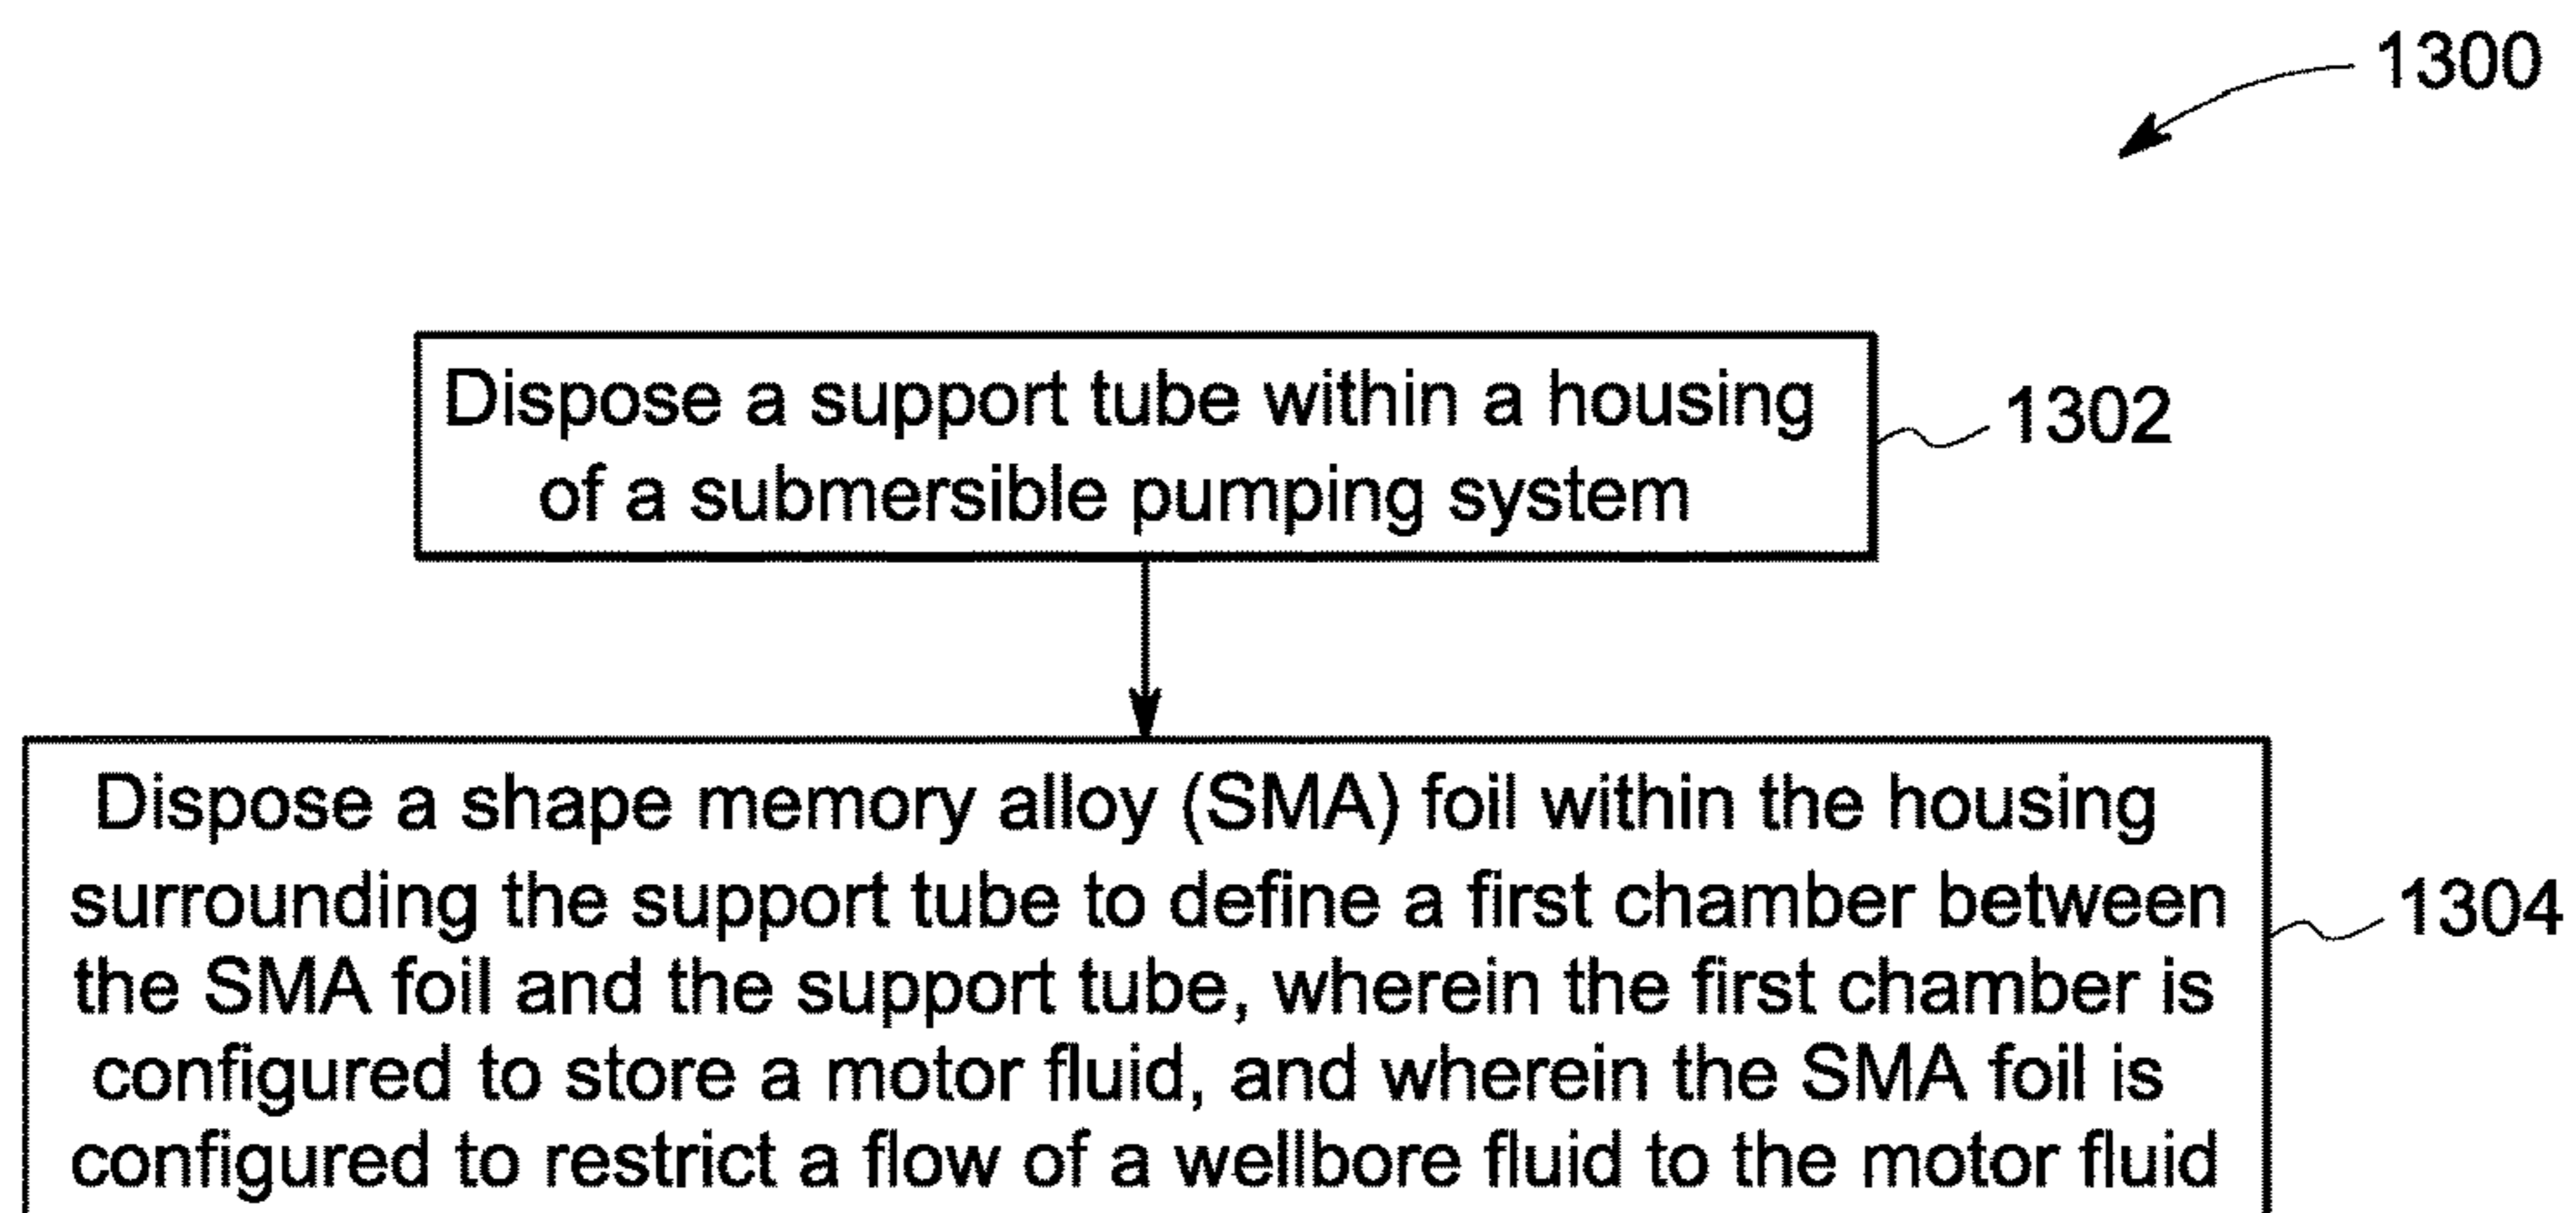 1300
Dispose a support tube within a housing
of a submersible pumping system
1302
Dispose a shape memory alloy (SMA) foil within the housing
surrounding the support tube to define a first chamber between
the SMA foil and the support tube, wherein the first chamber is
configured to store a motor fluid, and wherein the SMA foil is
configured to restrict a flow of a wellbore fluid to the motor fluid
1304